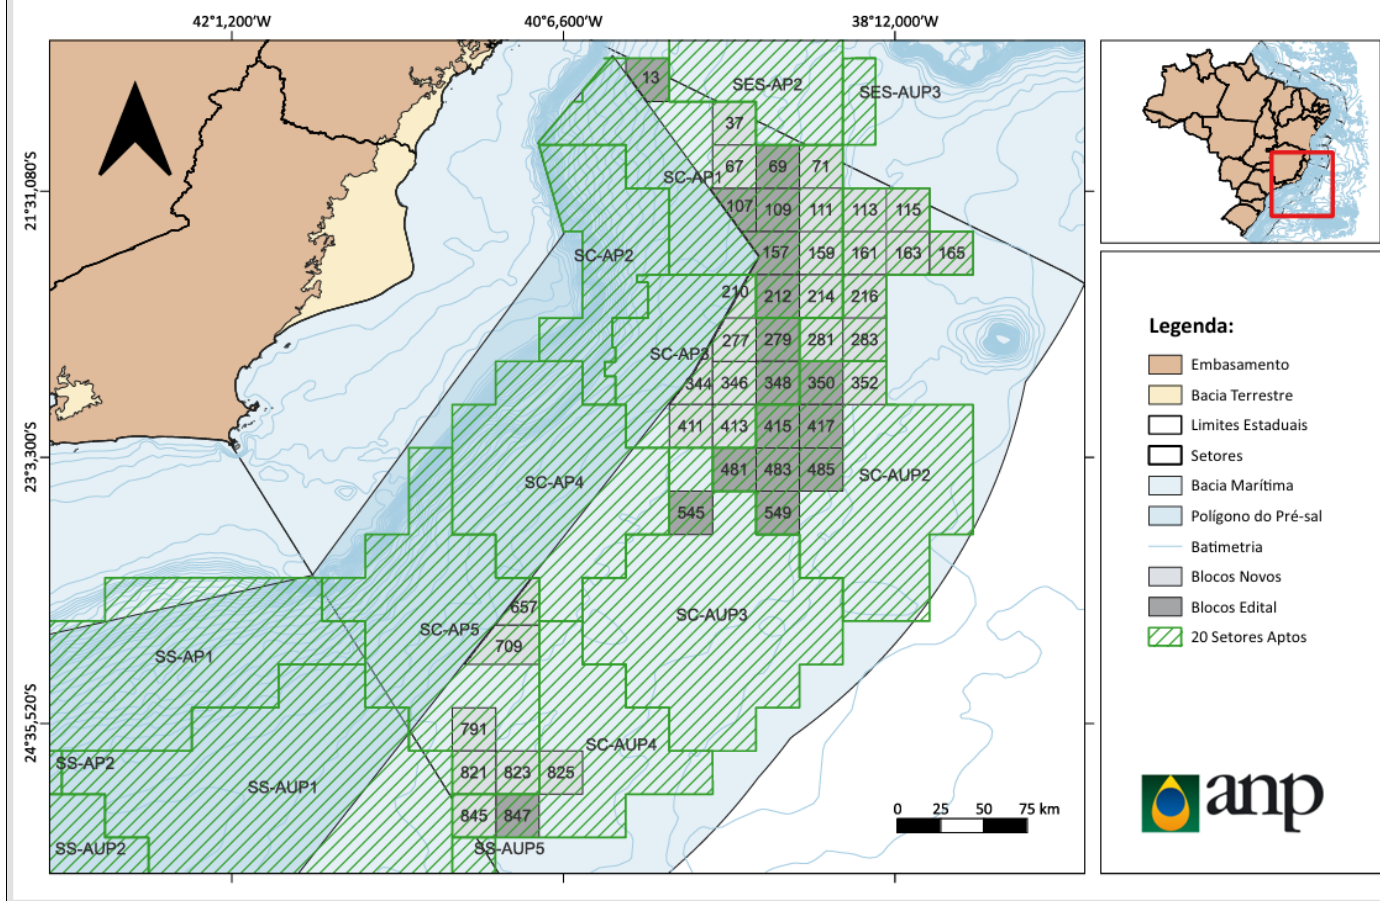 42°1,200'W 40°6,600'W 38°12,000'W
21°31,080'S
23°3,300'S
24°35,520'S
13
SES-AP2
SES-AUP3
37
67 69 71
SC-AP1
107 109 111 113 115
157 159 161 163 165
SC-AP2
210 212 214 216
277 279 281 283
SC-AP3
344 346 348 350 352
411 413 415 417
481 483 485
SC-AUP2
SC-AP4
545 549
657
SC-AUP3
SC-AP5
709
SS-AP1
791
SC-AUP4
SS-AP2
821 823 825
SS-AUP1
845 847
SS-AUP2
SS-AUP5
0 25 50 75 km
Legenda:
Embasamento
Bacia Terrestre
Limites Estaduais
Setores
Bacia Marítima
Polígono do Pré-sal
Batimetria
Blocos Novos
Blocos Edital
20 Setores Aptos
anp